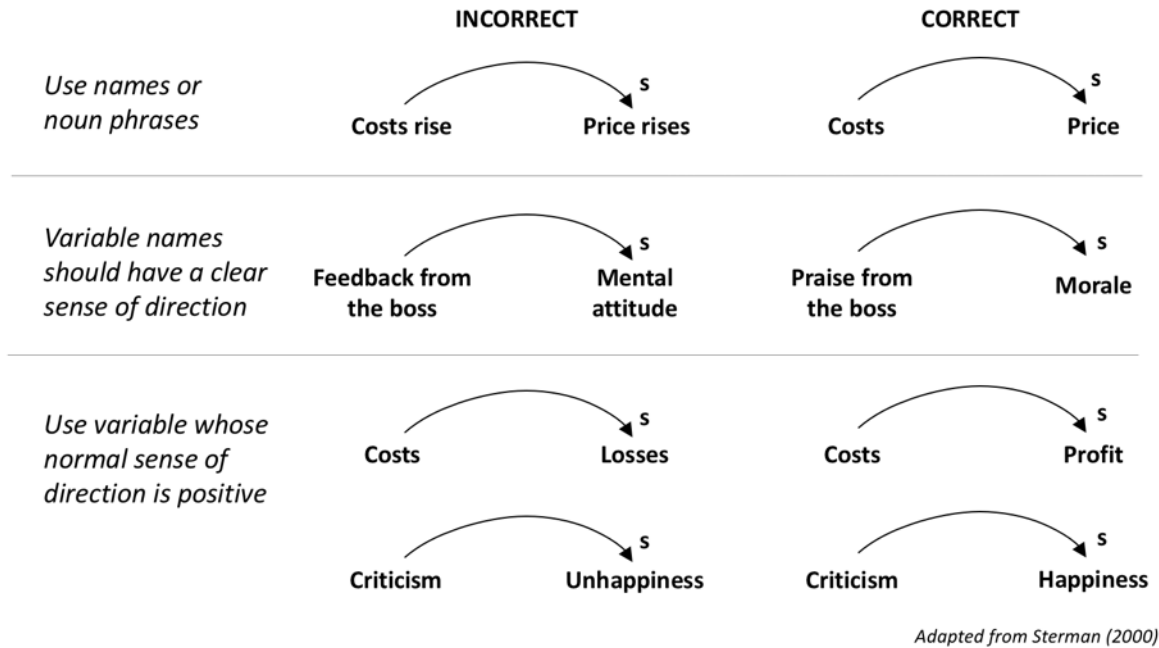 INCORRECT CORRECT
Use names or
noun phrases
s
Costs rise Price rises
s
Costs Price
Variable names
should have a clear
sense of direction
s
Feedback from Mental
the boss attitude
s
Praise from
the boss
Morale
Use variable whose
normal sense of
direction is positive
s
Costs Losses
s
Costs Profit
s
Criticism Unhappiness
s
Criticism Happiness
Adapted from Sterman (2000)